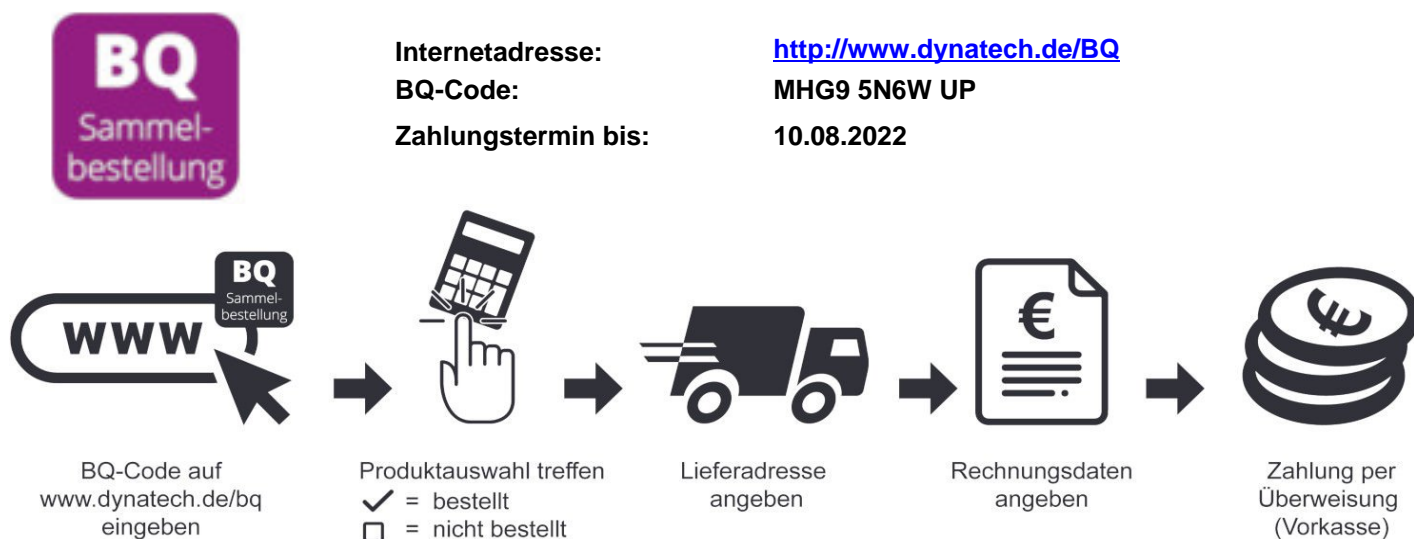 BQ
Sammel-
bestellung
Internetadresse: http://www.dynatech.de/BQ
BQ-Code: MHG9 5N6W UP
Zahlungstermin bis: 10.08.2022
BQ
Sammel-
bestellung
WWW
€
€
BQ-Code auf
www.dynatech.de/bq
eingeben
Produktauswahl treffen
✓ = bestellt
□ = nicht bestellt
Lieferadresse
angeben
Rechnungsdaten
angeben
Zahlung per
Überweisung
(Vorkasse)